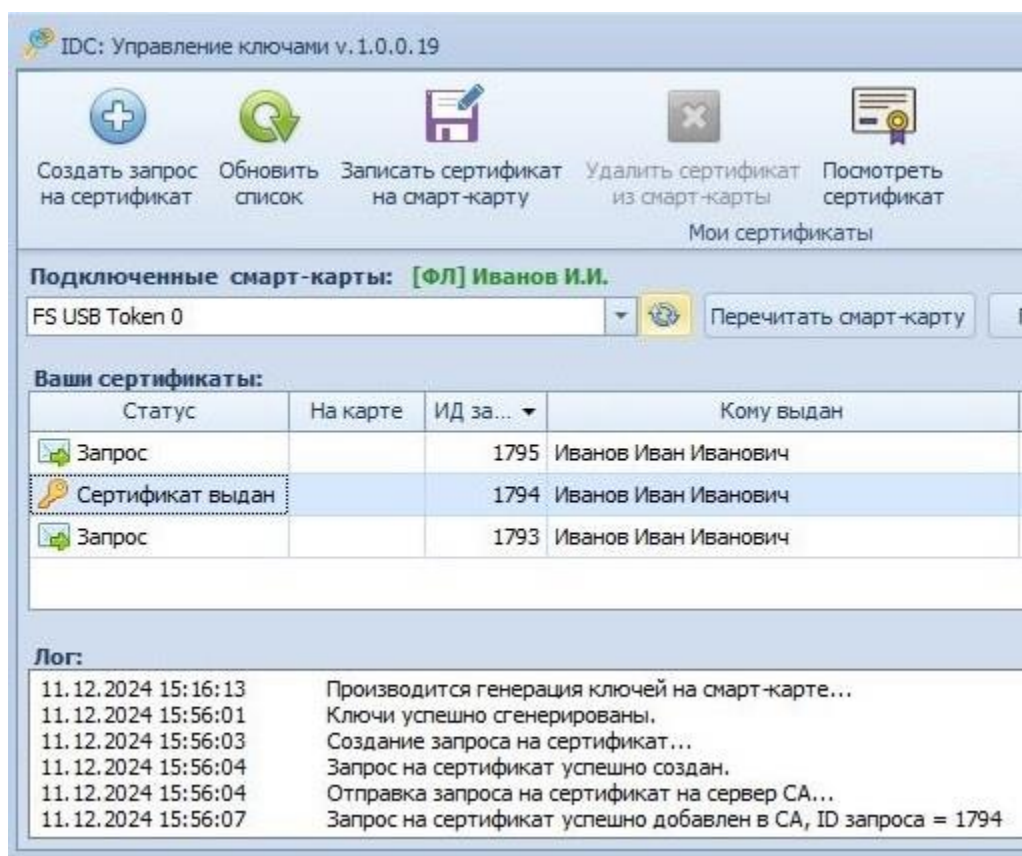 IDC: Управление ключами v.1.0.0.19
Создать запрос на сертификат
Обновить список
Записать сертификат на смарт-карту
Удалить сертификат из смарт-карты
Посмотреть сертификат
Мои сертификаты
Подключенные смарт-карты: [ФЛ] Иванов И.И.
FS USB Token 0 Перечитать смарт-карту
Ваши сертификаты:
Статус На карте ИД за... Кому выдан
Запрос 1795 Иванов Иван Иванович
Сертификат выдан 1794 Иванов Иван Иванович
Запрос 1793 Иванов Иван Иванович
Лог:
11.12.2024 15:16:13 Производится генерация ключей на смарт-карте...
11.12.2024 15:56:01 Ключи успешно сгенерированы.
11.12.2024 15:56:03 Создание запроса на сертификат...
11.12.2024 15:56:04 Запрос на сертификат успешно создан.
11.12.2024 15:56:04 Отправка запроса на сертификат на сервер CA...
11.12.2024 15:56:07 Запрос на сертификат успешно добавлен в CA, ID запроса = 1794